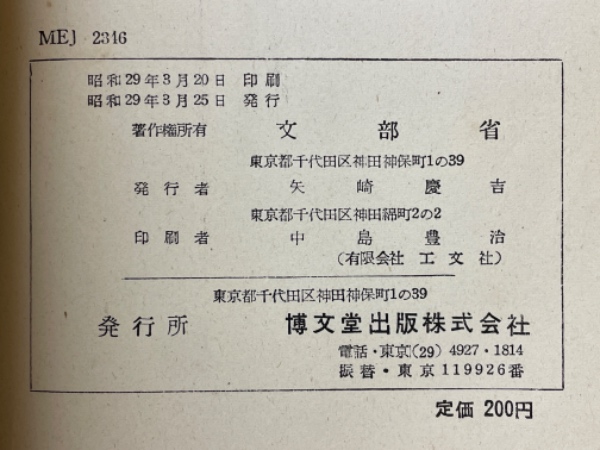 MEJ 2346
昭和29年3月20日 印刷
昭和29年3月25日 発行
著作権所有 文部省
東京都千代田区神田神保町1の39
発行者 矢崎慶吉
東京都千代田区神田錦町2の2
印刷者 中島豊治
(有限会社 工文社)
東京都千代田区神田神保町1の39
発行所 博文堂出版株式会社
電話・東京(29) 4927・1814
振替・東京119926番
定価 200円